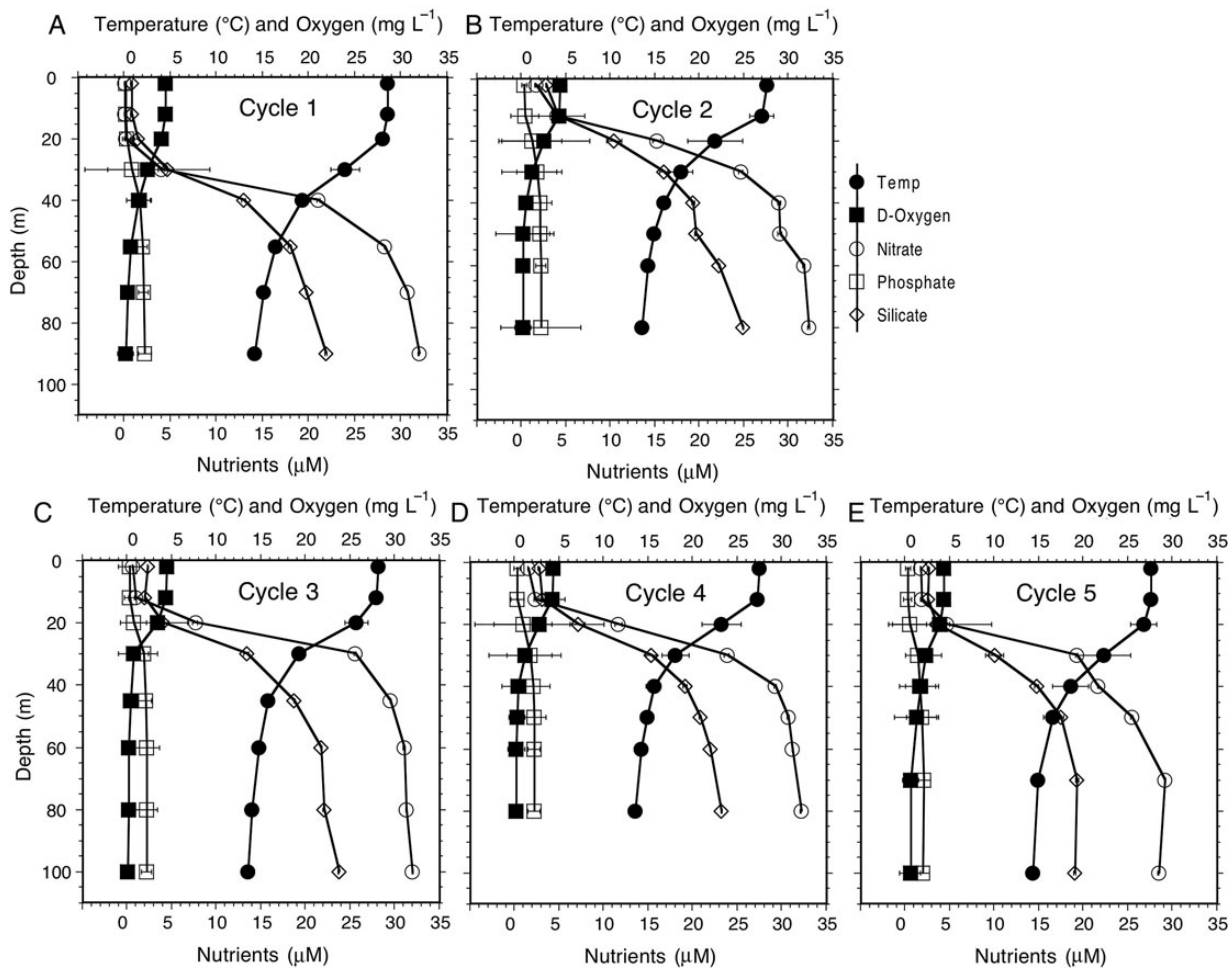 A Temperature (°C) and Oxygen (mg L⁻¹)
0 5 10 15 20 25 30 35
Cycle 1
0
20
40
60
80
100
Depth (m)
0 5 10 15 20 25 30 35
Nutrients (μM)
B Temperature (°C) and Oxygen (mg L⁻¹)
0 5 10 15 20 25 30 35
Cycle 2
0 5 10 15 20 25 30 35
Nutrients (μM)
Temp
D-Oxygen
Nitrate
Phosphate
Silicate
C Temperature (°C) and Oxygen (mg L⁻¹)
0 5 10 15 20 25 30 35
Cycle 3
0
20
40
60
80
100
Depth (m)
0 5 10 15 20 25 30 35
Nutrients (μM)
D Temperature (°C) and Oxygen (mg L⁻¹)
0 5 10 15 20 25 30 35
Cycle 4
0 5 10 15 20 25 30 35
Nutrients (μM)
E Temperature (°C) and Oxygen (mg L⁻¹)
0 5 10 15 20 25 30 35
Cycle 5
0 5 10 15 20 25 30 35
Nutrients (μM)